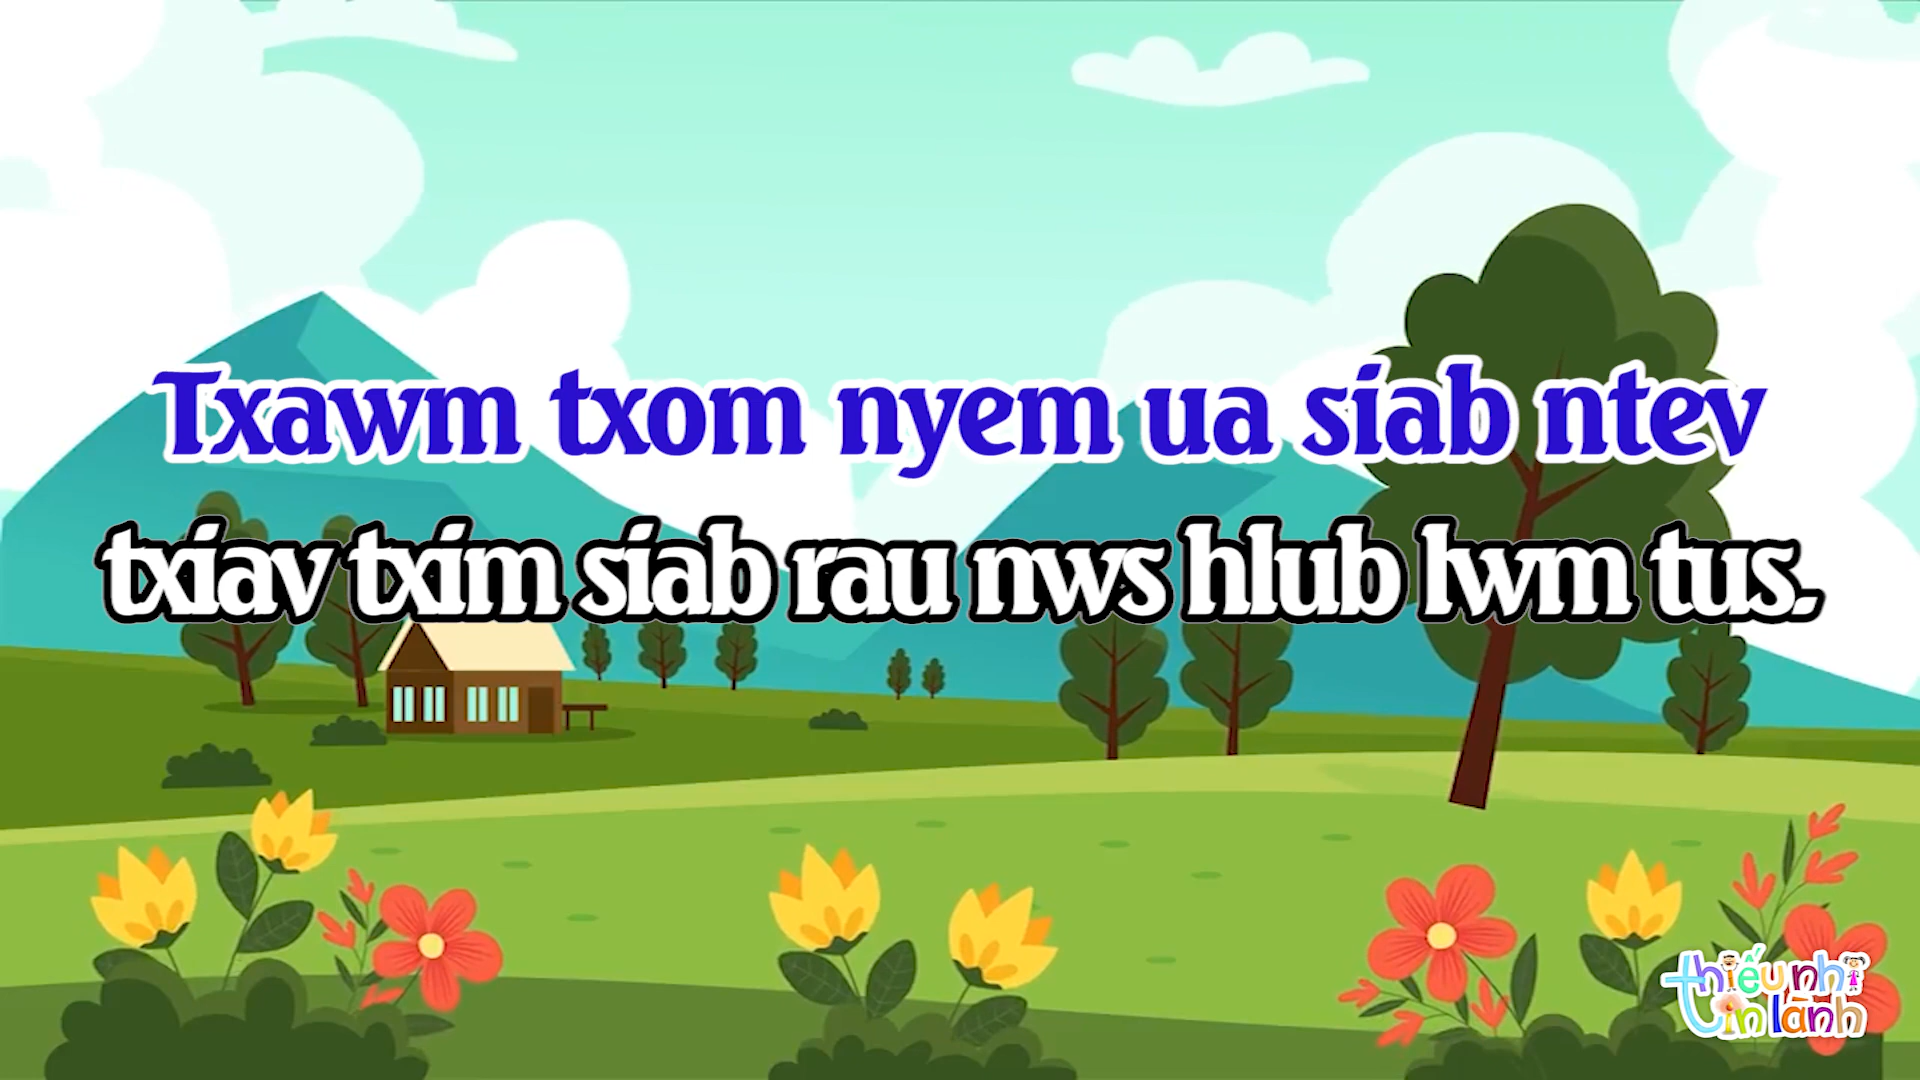 Txawm txom nyem ua siab ntev
txiav txim siab rau nws hlub lwm tus.
thiếu nhi
tin lành